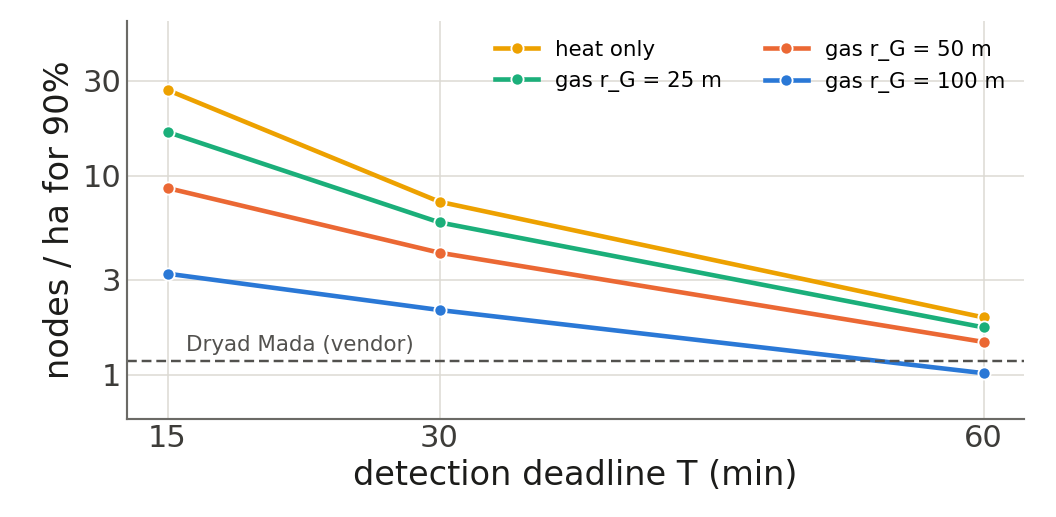 heat only
gas r_G = 25 m
gas r_G = 50 m
gas r_G = 100 m
nodes / ha for 90%
30
10
3
1
Dryad Mada (vendor)
15
30
60
detection deadline T (min)